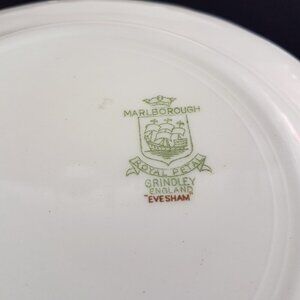 MARLBOROUGH
ROYAL PETAL
GRINDLEY
ENGLAND
"EVESHAM"